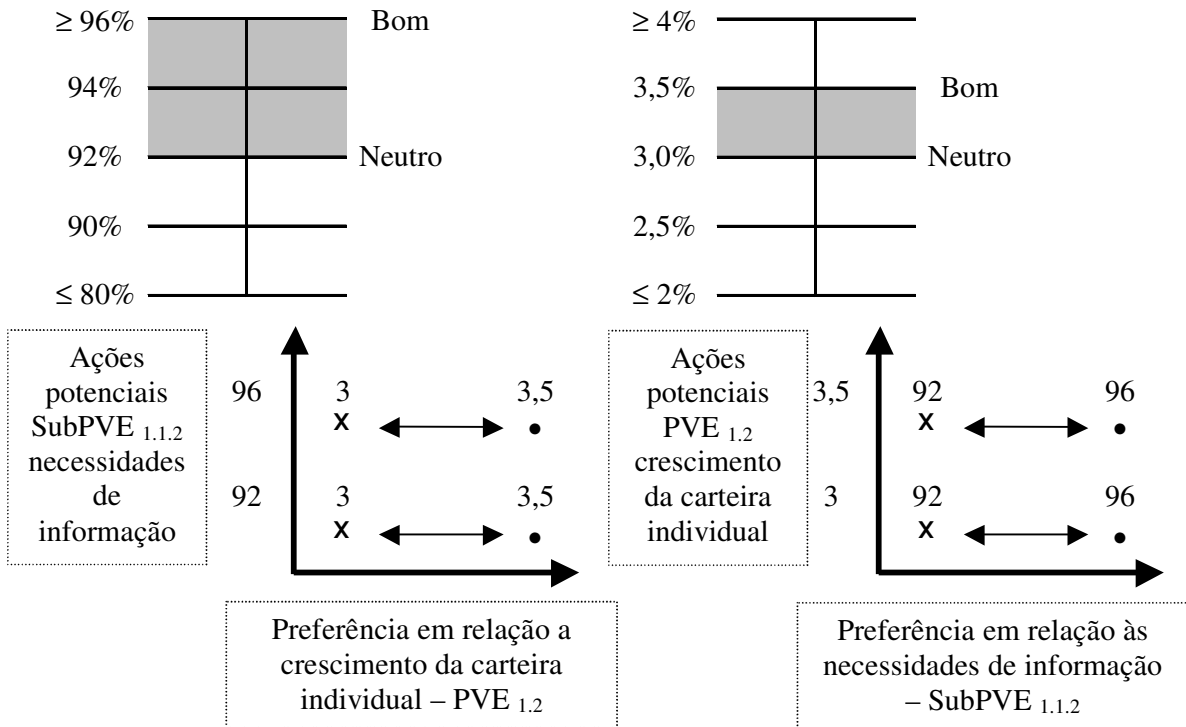 ≥ 96%
Bom
94%
92%
Neutro
90%
≤ 80%
≥ 4%
3,5%
Bom
3,0%
Neutro
2,5%
≤ 2%
Ações
potenciais
SubPVE 1.1.2
necessidades
de
informação
96 3 3,5
x
92 3 3,5
x
Preferência em relação a
crescimento da carteira
individual – PVE 1.2
Ações
potenciais
PVE 1.2
crescimento
da carteira
individual
3,5 92 96
x
3 92 96
x
Preferência em relação às
necessidades de informação
– SubPVE 1.1.2